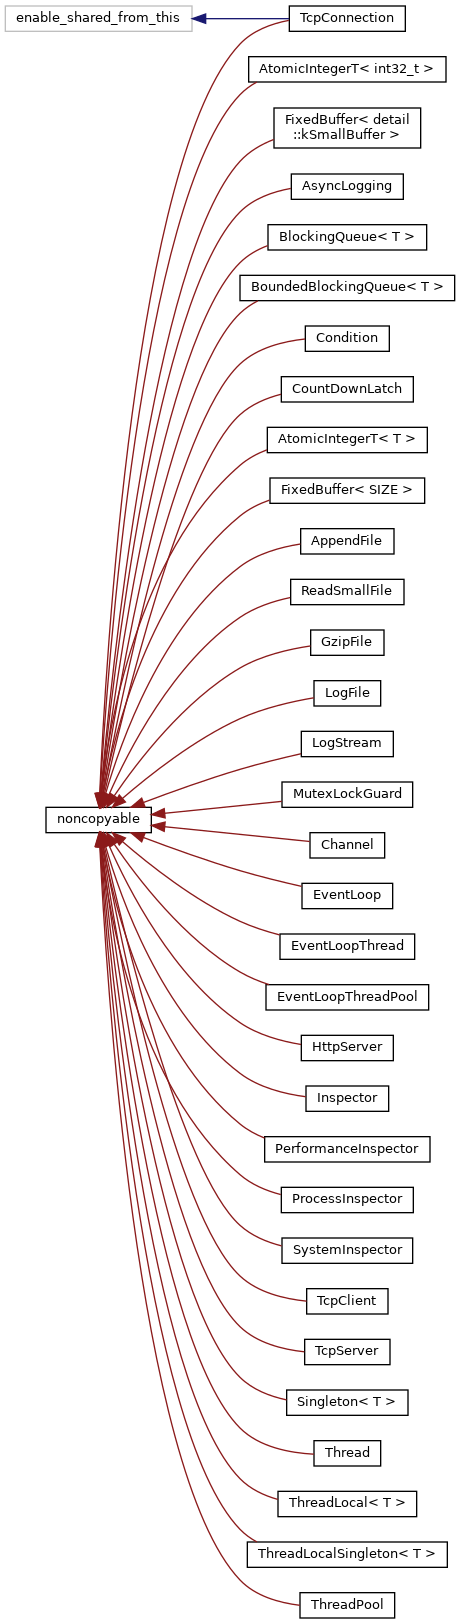 enable_shared_from_this
TcpConnection
AtomicIntegerT< int32_t >
FixedBuffer< detail
::kSmallBuffer >
AsyncLogging
BlockingQueue< T >
BoundedBlockingQueue< T >
Condition
CountDownLatch
AtomicIntegerT< T >
FixedBuffer< SIZE >
AppendFile
ReadSmallFile
GzipFile
LogFile
LogStream
MutexLockGuard
noncopyable
Channel
EventLoop
EventLoopThread
EventLoopThreadPool
HttpServer
Inspector
PerformanceInspector
ProcessInspector
SystemInspector
TcpClient
TcpServer
Singleton< T >
Thread
ThreadLocal< T >
ThreadLocalSingleton< T >
ThreadPool